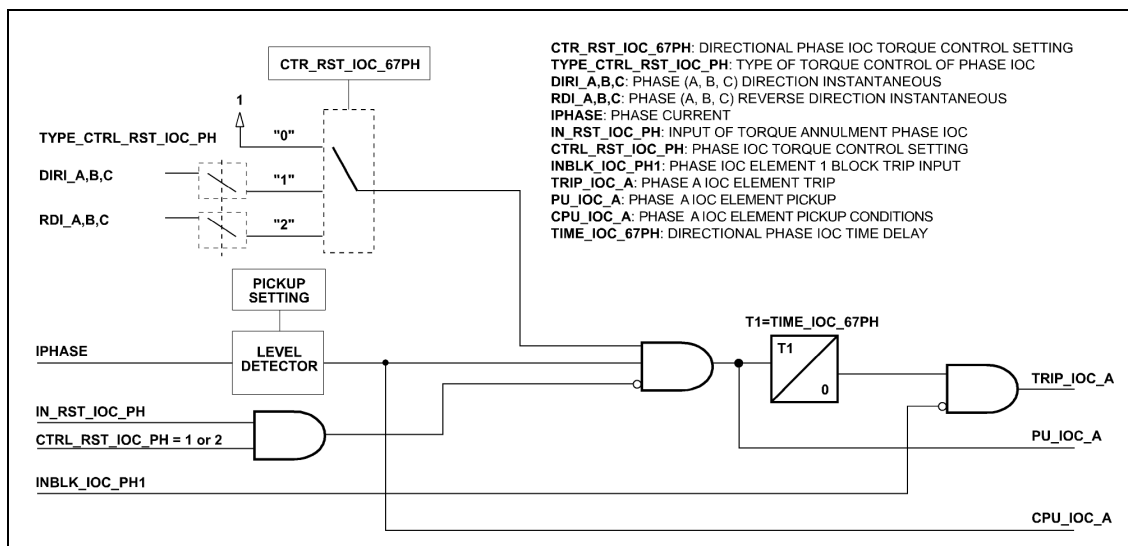 CTR_RST_IOC_67PH
1
TYPE_CTRL_RST_IOC_PH
"0"
DIRI_A,B,C
"1"
RDI_A,B,C
"2"
CTR_RST_IOC_67PH: DIRECTIONAL PHASE IOC TORQUE CONTROL SETTING
TYPE_CTRL_RST_IOC_PH: TYPE OF TORQUE CONTROL OF PHASE IOC
DIRI_A,B,C: PHASE (A, B, C) DIRECTION INSTANTANEOUS
RDI_A,B,C: PHASE (A, B, C) REVERSE DIRECTION INSTANTANEOUS
IPHASE: PHASE CURRENT
IN_RST_IOC_PH: INPUT OF TORQUE ANNULMENT PHASE IOC
CTRL_RST_IOC_PH: PHASE IOC TORQUE CONTROL SETTING
INBLK_IOC_PH1: PHASE IOC ELEMENT 1 BLOCK TRIP INPUT
TRIP_IOC_A: PHASE A IOC ELEMENT TRIP
PU_IOC_A: PHASE A IOC ELEMENT PICKUP
CPU_IOC_A: PHASE A IOC ELEMENT PICKUP CONDITIONS
TIME_IOC_67PH: DIRECTIONAL PHASE IOC TIME DELAY
PICKUP
SETTING
IPHASE
LEVEL
DETECTOR
T1=TIME_IOC_67PH
T1
0
TRIP_IOC_A
IN_RST_IOC_PH
CTRL_RST_IOC_PH = 1 or 2
PU_IOC_A
INBLK_IOC_PH1
CPU_IOC_A